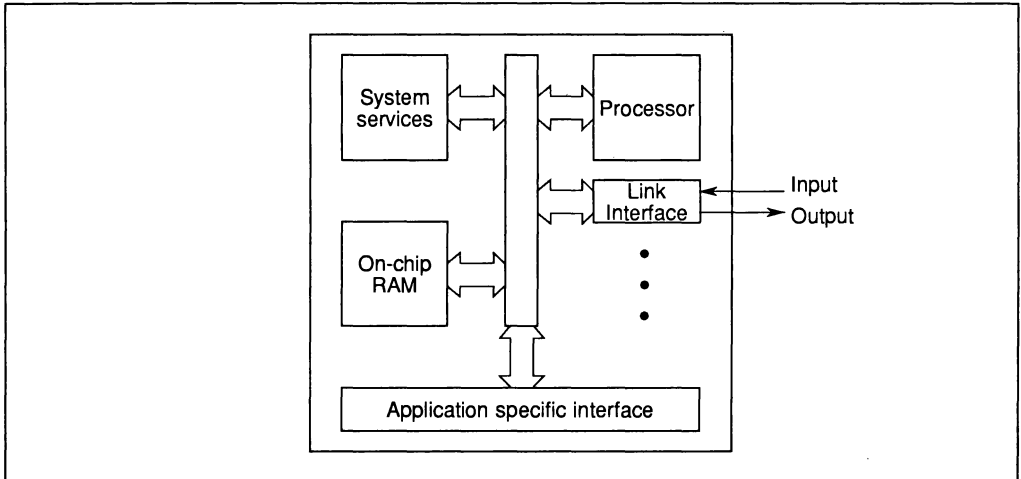 System
services
Processor
Link
Interface
Input
Output
On-chip
RAM
Application specific interface